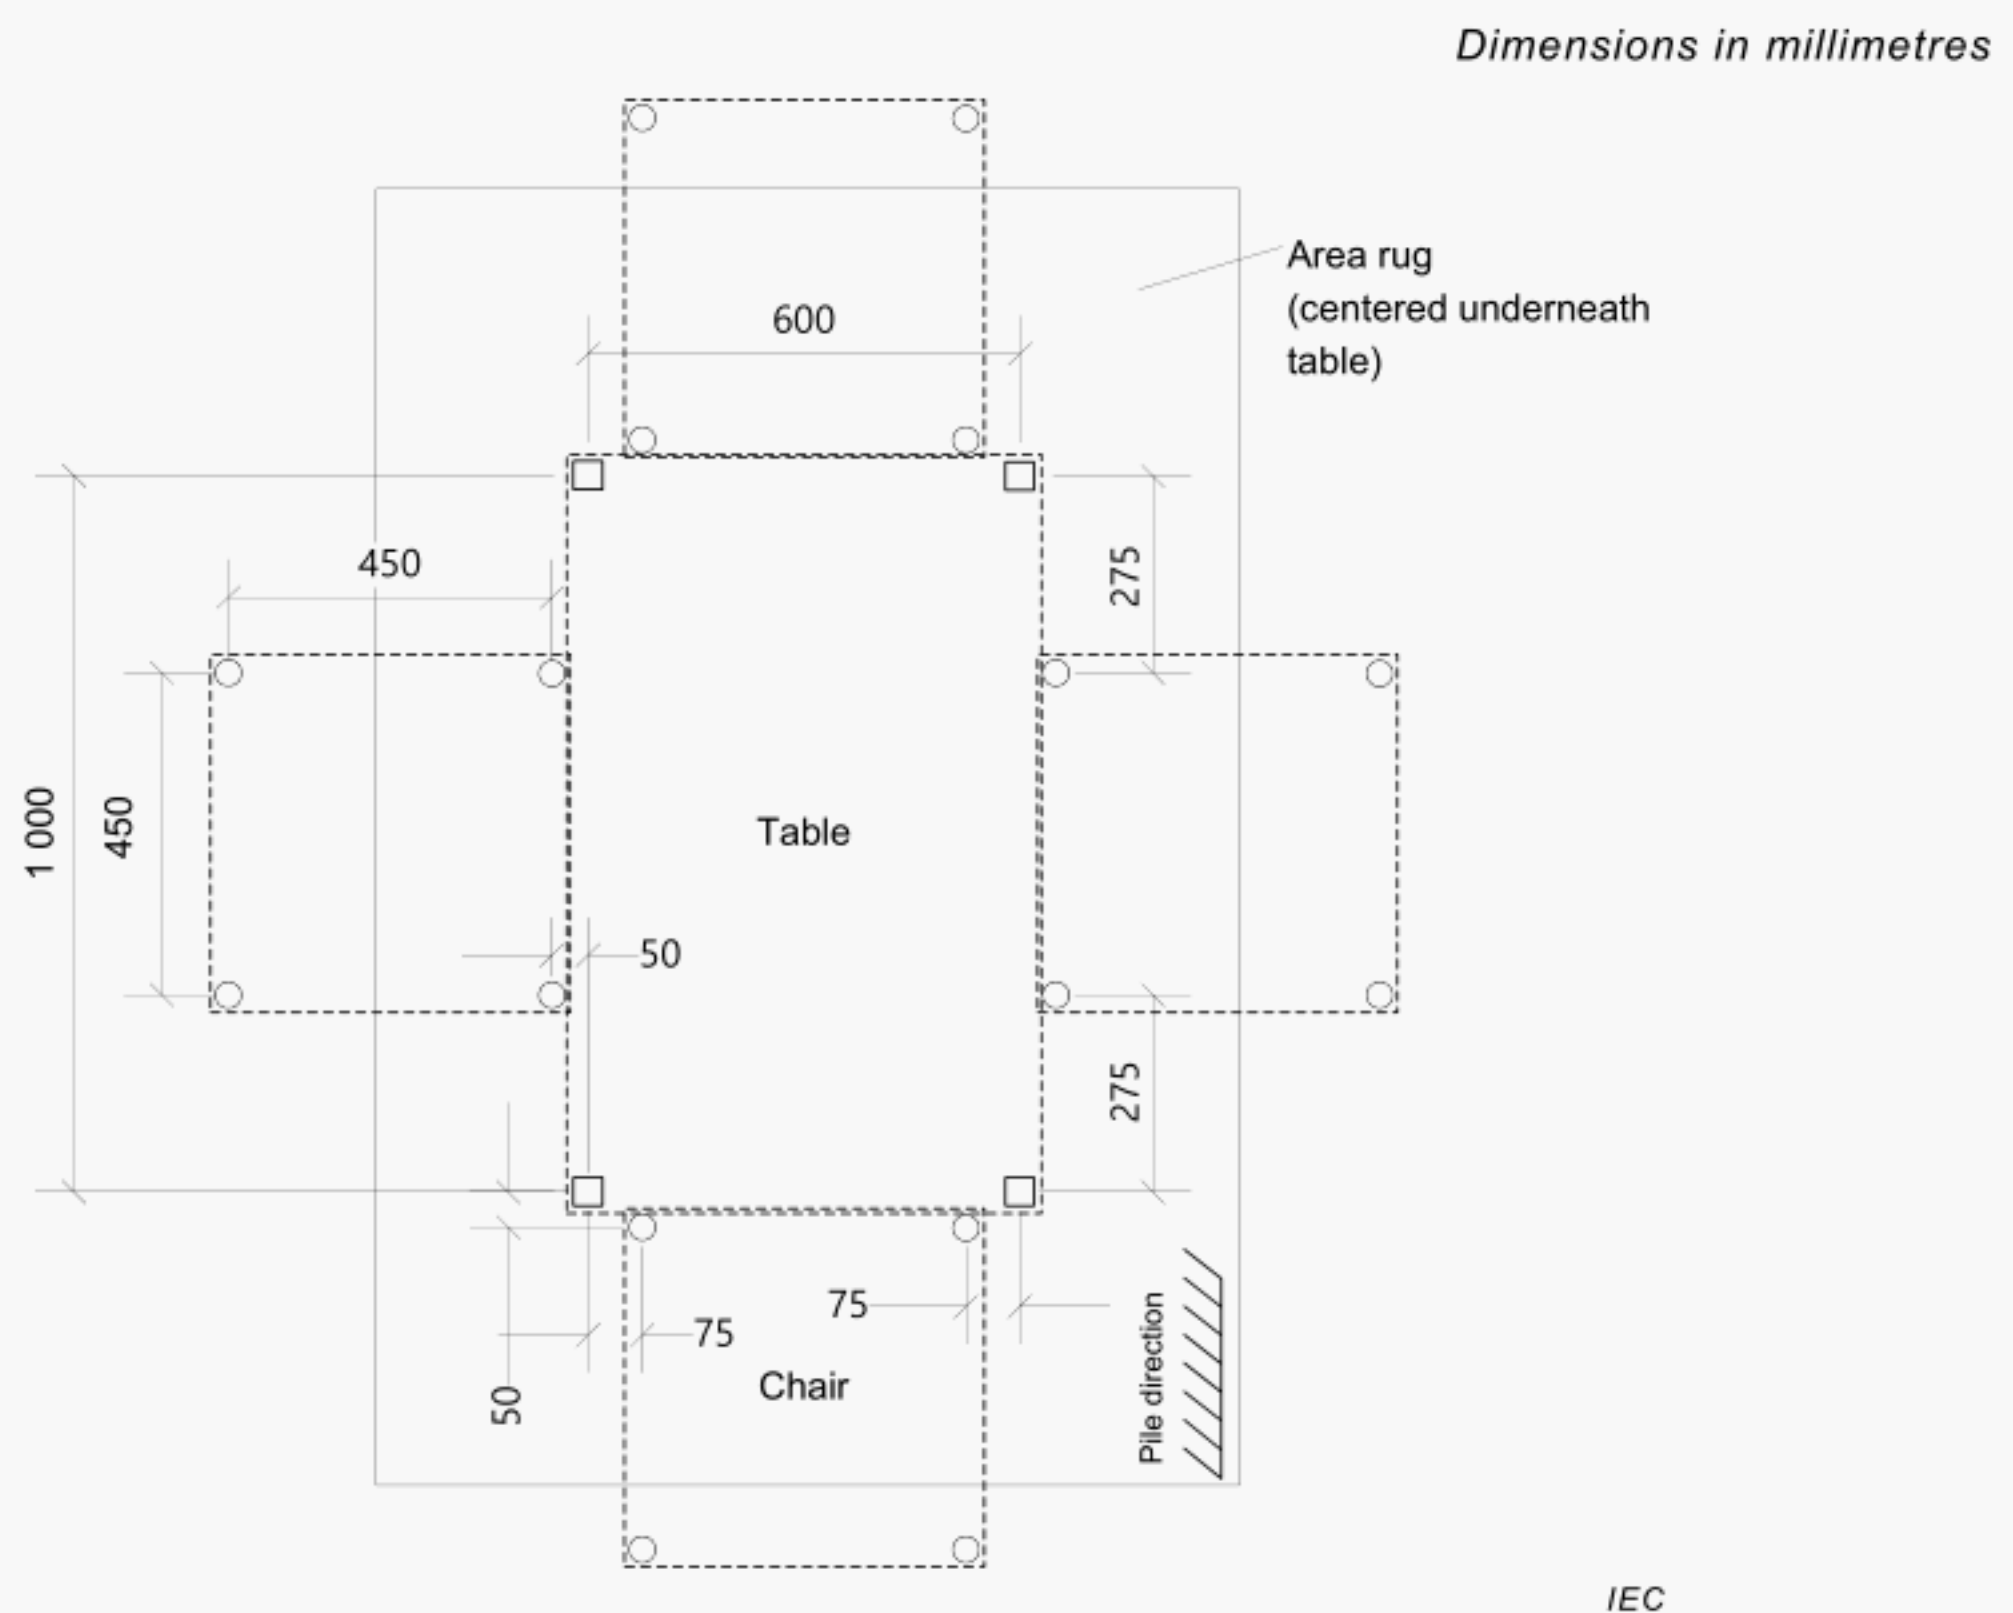 Dimensions in millimetres
Area rug
(centered underneath
table)
600
450
275
1 000
450
Table
50
275
75
75
Chair
50
Pile direction
IEC